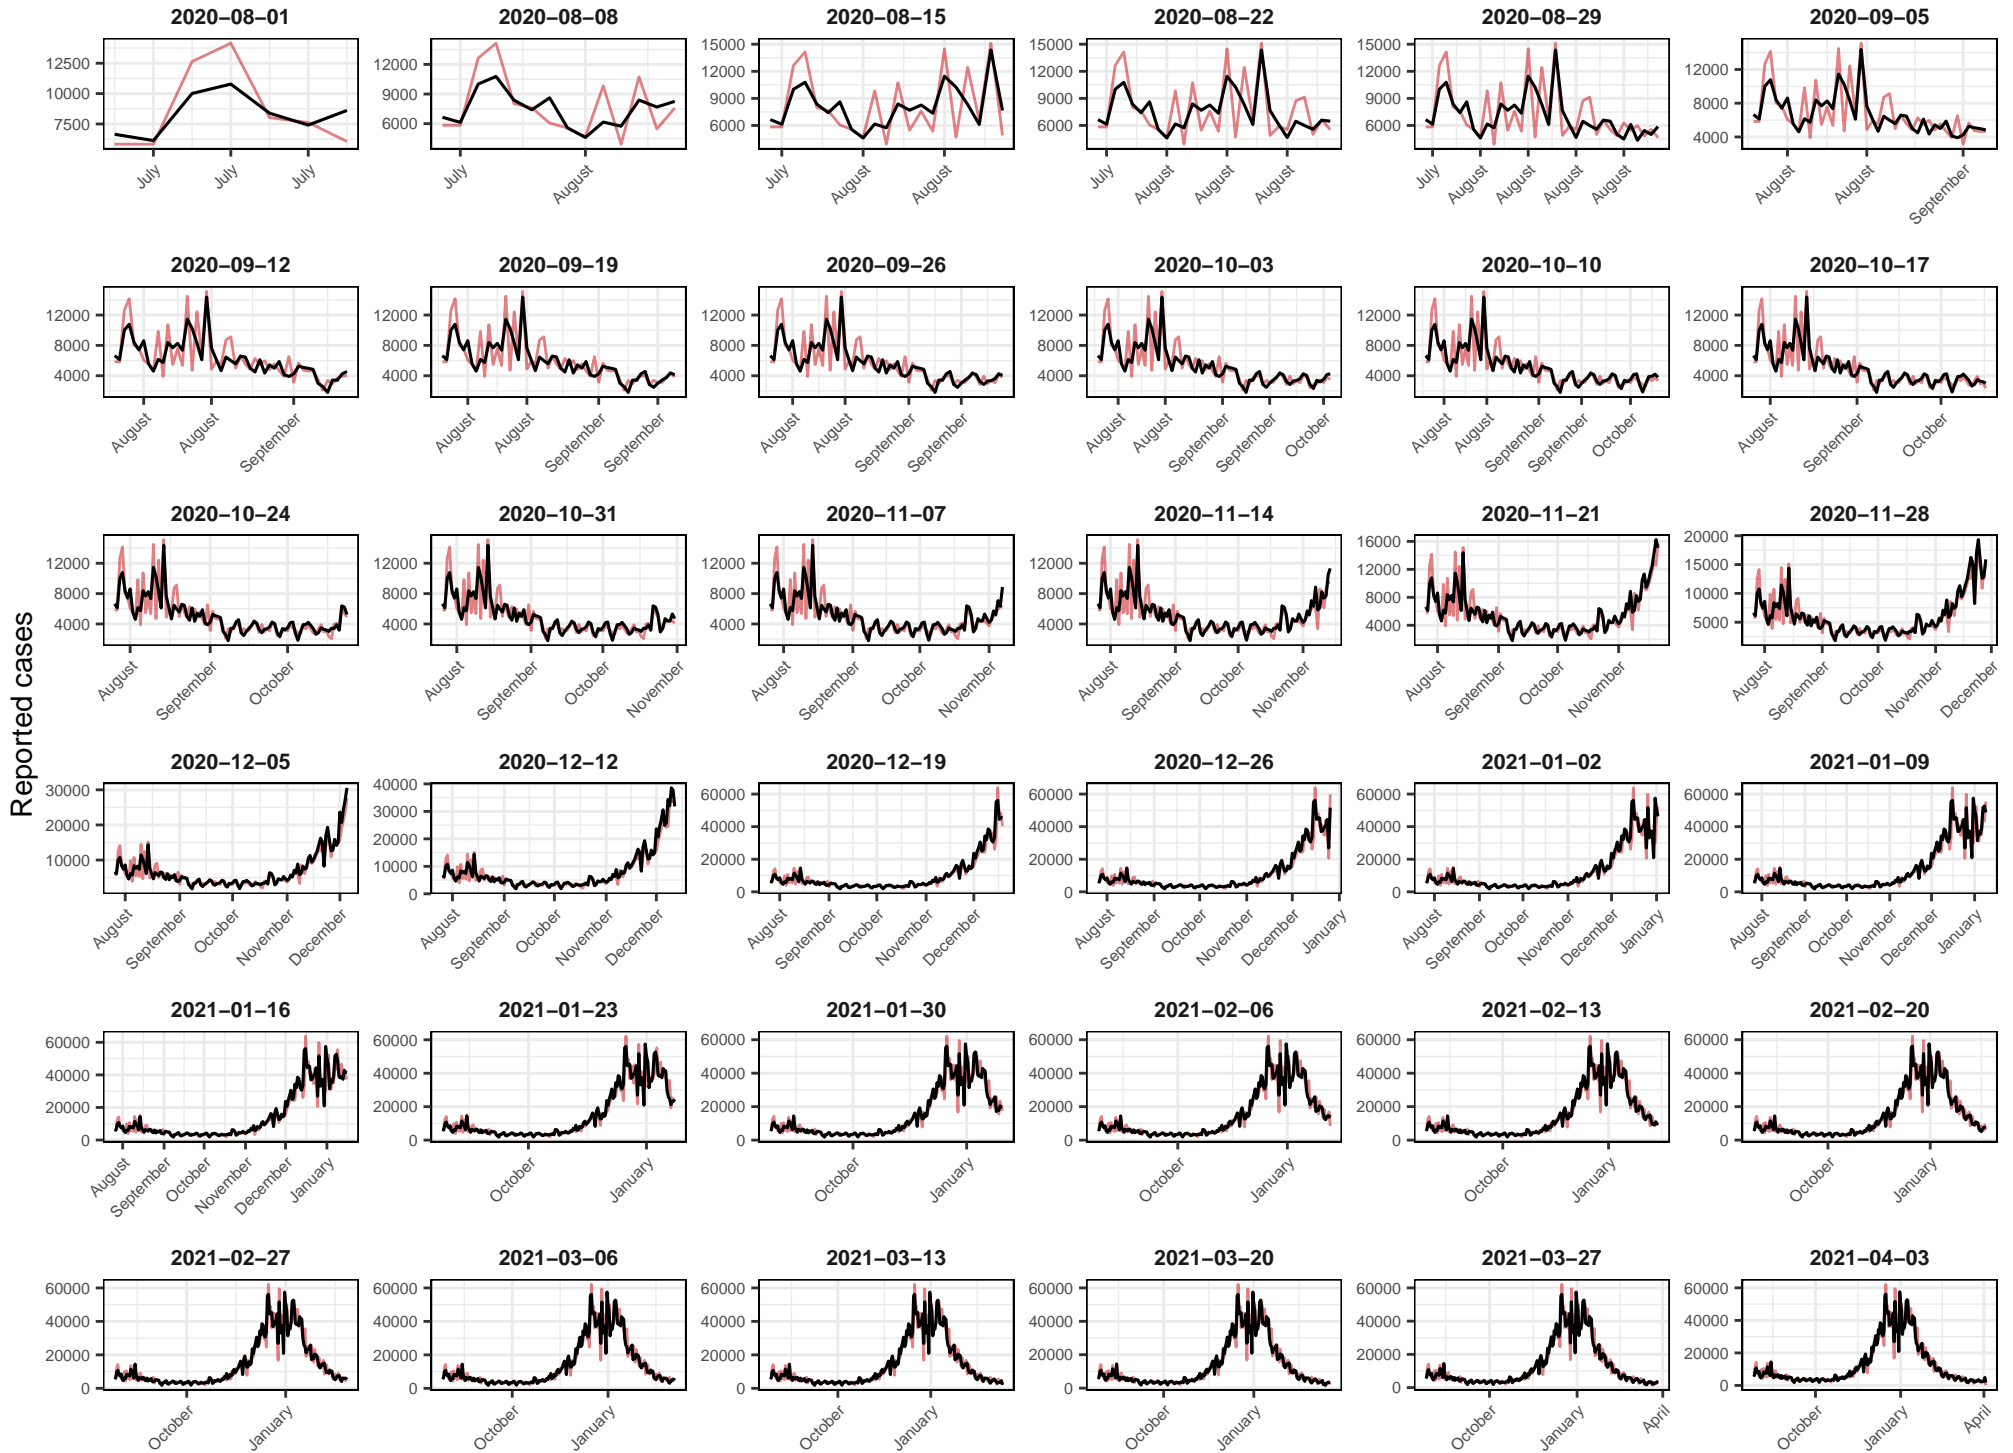 Reported cases
2020−08−01
2020−08−08
2020−08−15
2020−08−22
2020−08−29
2020−09−05
12500
10000
7500
July
July
July
12000
9000
6000
July
August
15000
12000
9000
6000
July
August
August
15000
12000
9000
6000
July
August
August
August
15000
12000
9000
6000
July
August
August
August
August
12000
8000
4000
August
August
September
2020−09−12
2020−09−19
2020−09−26
2020−10−03
2020−10−10
2020−10−17
12000
8000
4000
August
August
September
12000
8000
4000
August
August
September
September
12000
8000
4000
August
August
September
September
12000
8000
4000
August
August
September
September
October
12000
8000
4000
August
August
September
September
October
12000
8000
4000
August
September
October
2020−10−24
2020−10−31
2020−11−07
2020−11−14
2020−11−21
2020−11−28
12000
8000
4000
August
September
October
12000
8000
4000
August
September
October
November
12000
8000
4000
August
September
October
November
12000
8000
4000
August
September
October
November
16000
12000
8000
4000
August
September
October
November
20000
15000
10000
5000
August
September
October
November
December
2020−12−05
2020−12−12
2020−12−19
2020−12−26
2021−01−02
2021−01−09
30000
20000
10000
August
September
October
November
December
40000
30000
20000
10000
0
August
September
October
November
December
60000
40000
20000
0
August
September
October
November
December
60000
40000
20000
0
August
September
October
November
December
January
60000
40000
20000
0
August
September
October
November
December
January
60000
40000
20000
0
August
September
October
November
December
January
2021−01−16
2021−01−23
2021−01−30
2021−02−06
2021−02−13
2021−02−20
60000
40000
20000
0
August
September
October
November
December
January
60000
40000
20000
0
October
January
60000
40000
20000
0
October
January
60000
40000
20000
0
October
January
60000
40000
20000
0
October
January
60000
40000
20000
0
October
January
2021−02−27
2021−03−06
2021−03−13
2021−03−20
2021−03−27
2021−04−03
60000
40000
20000
0
October
January
60000
40000
20000
0
October
January
60000
40000
20000
0
October
January
60000
40000
20000
0
October
January
60000
40000
20000
0
October
January
April
60000
40000
20000
0
October
January
April